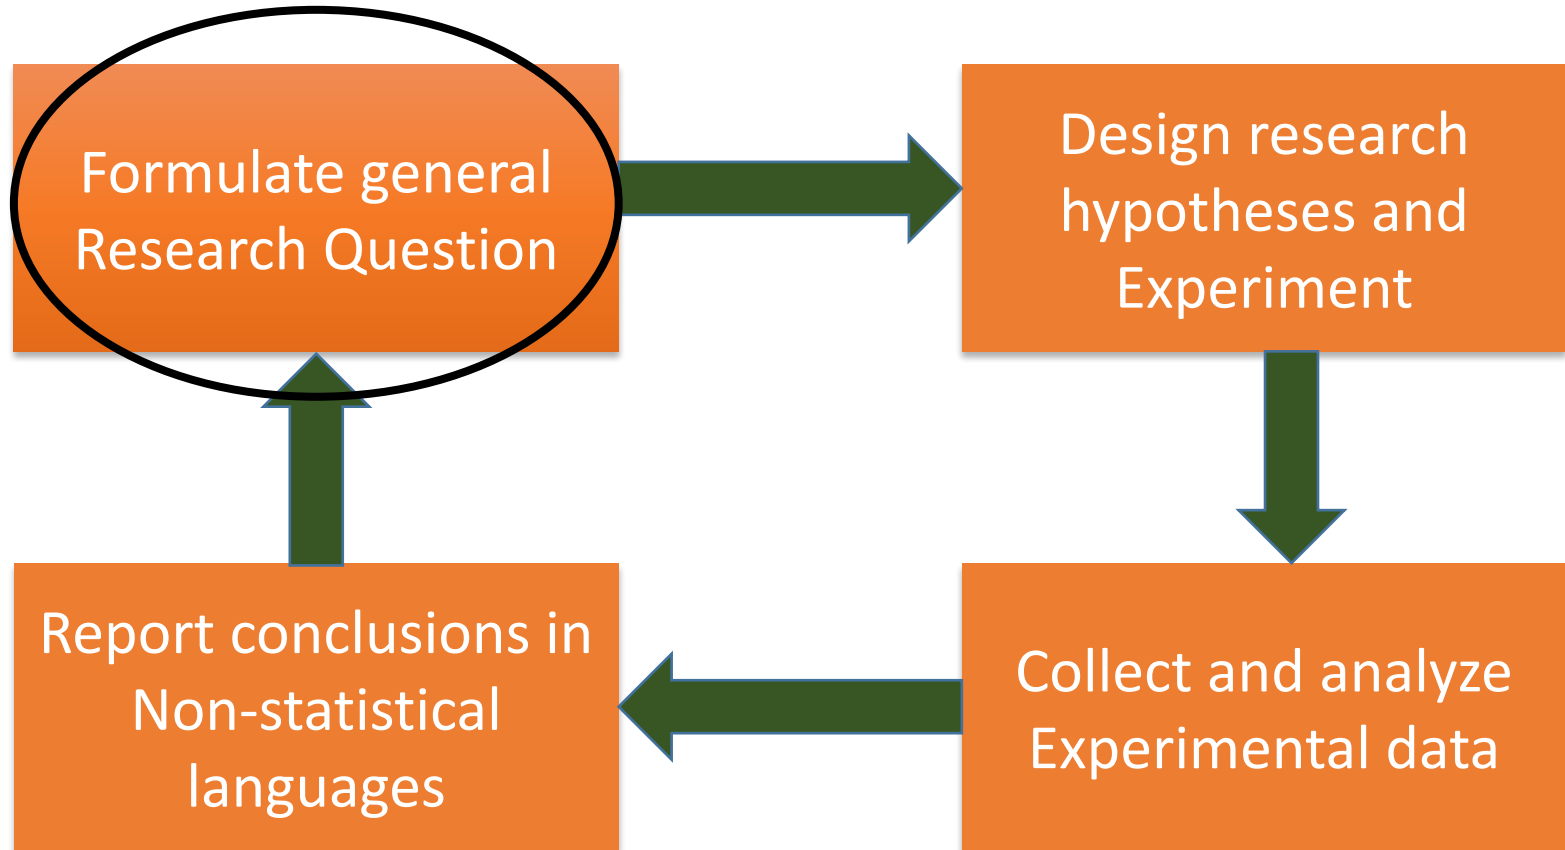 Formulate general
Research Question
Design research
hypotheses and
Experiment
Report conclusions in
Non-statistical
languages
Collect and analyze
Experimental data